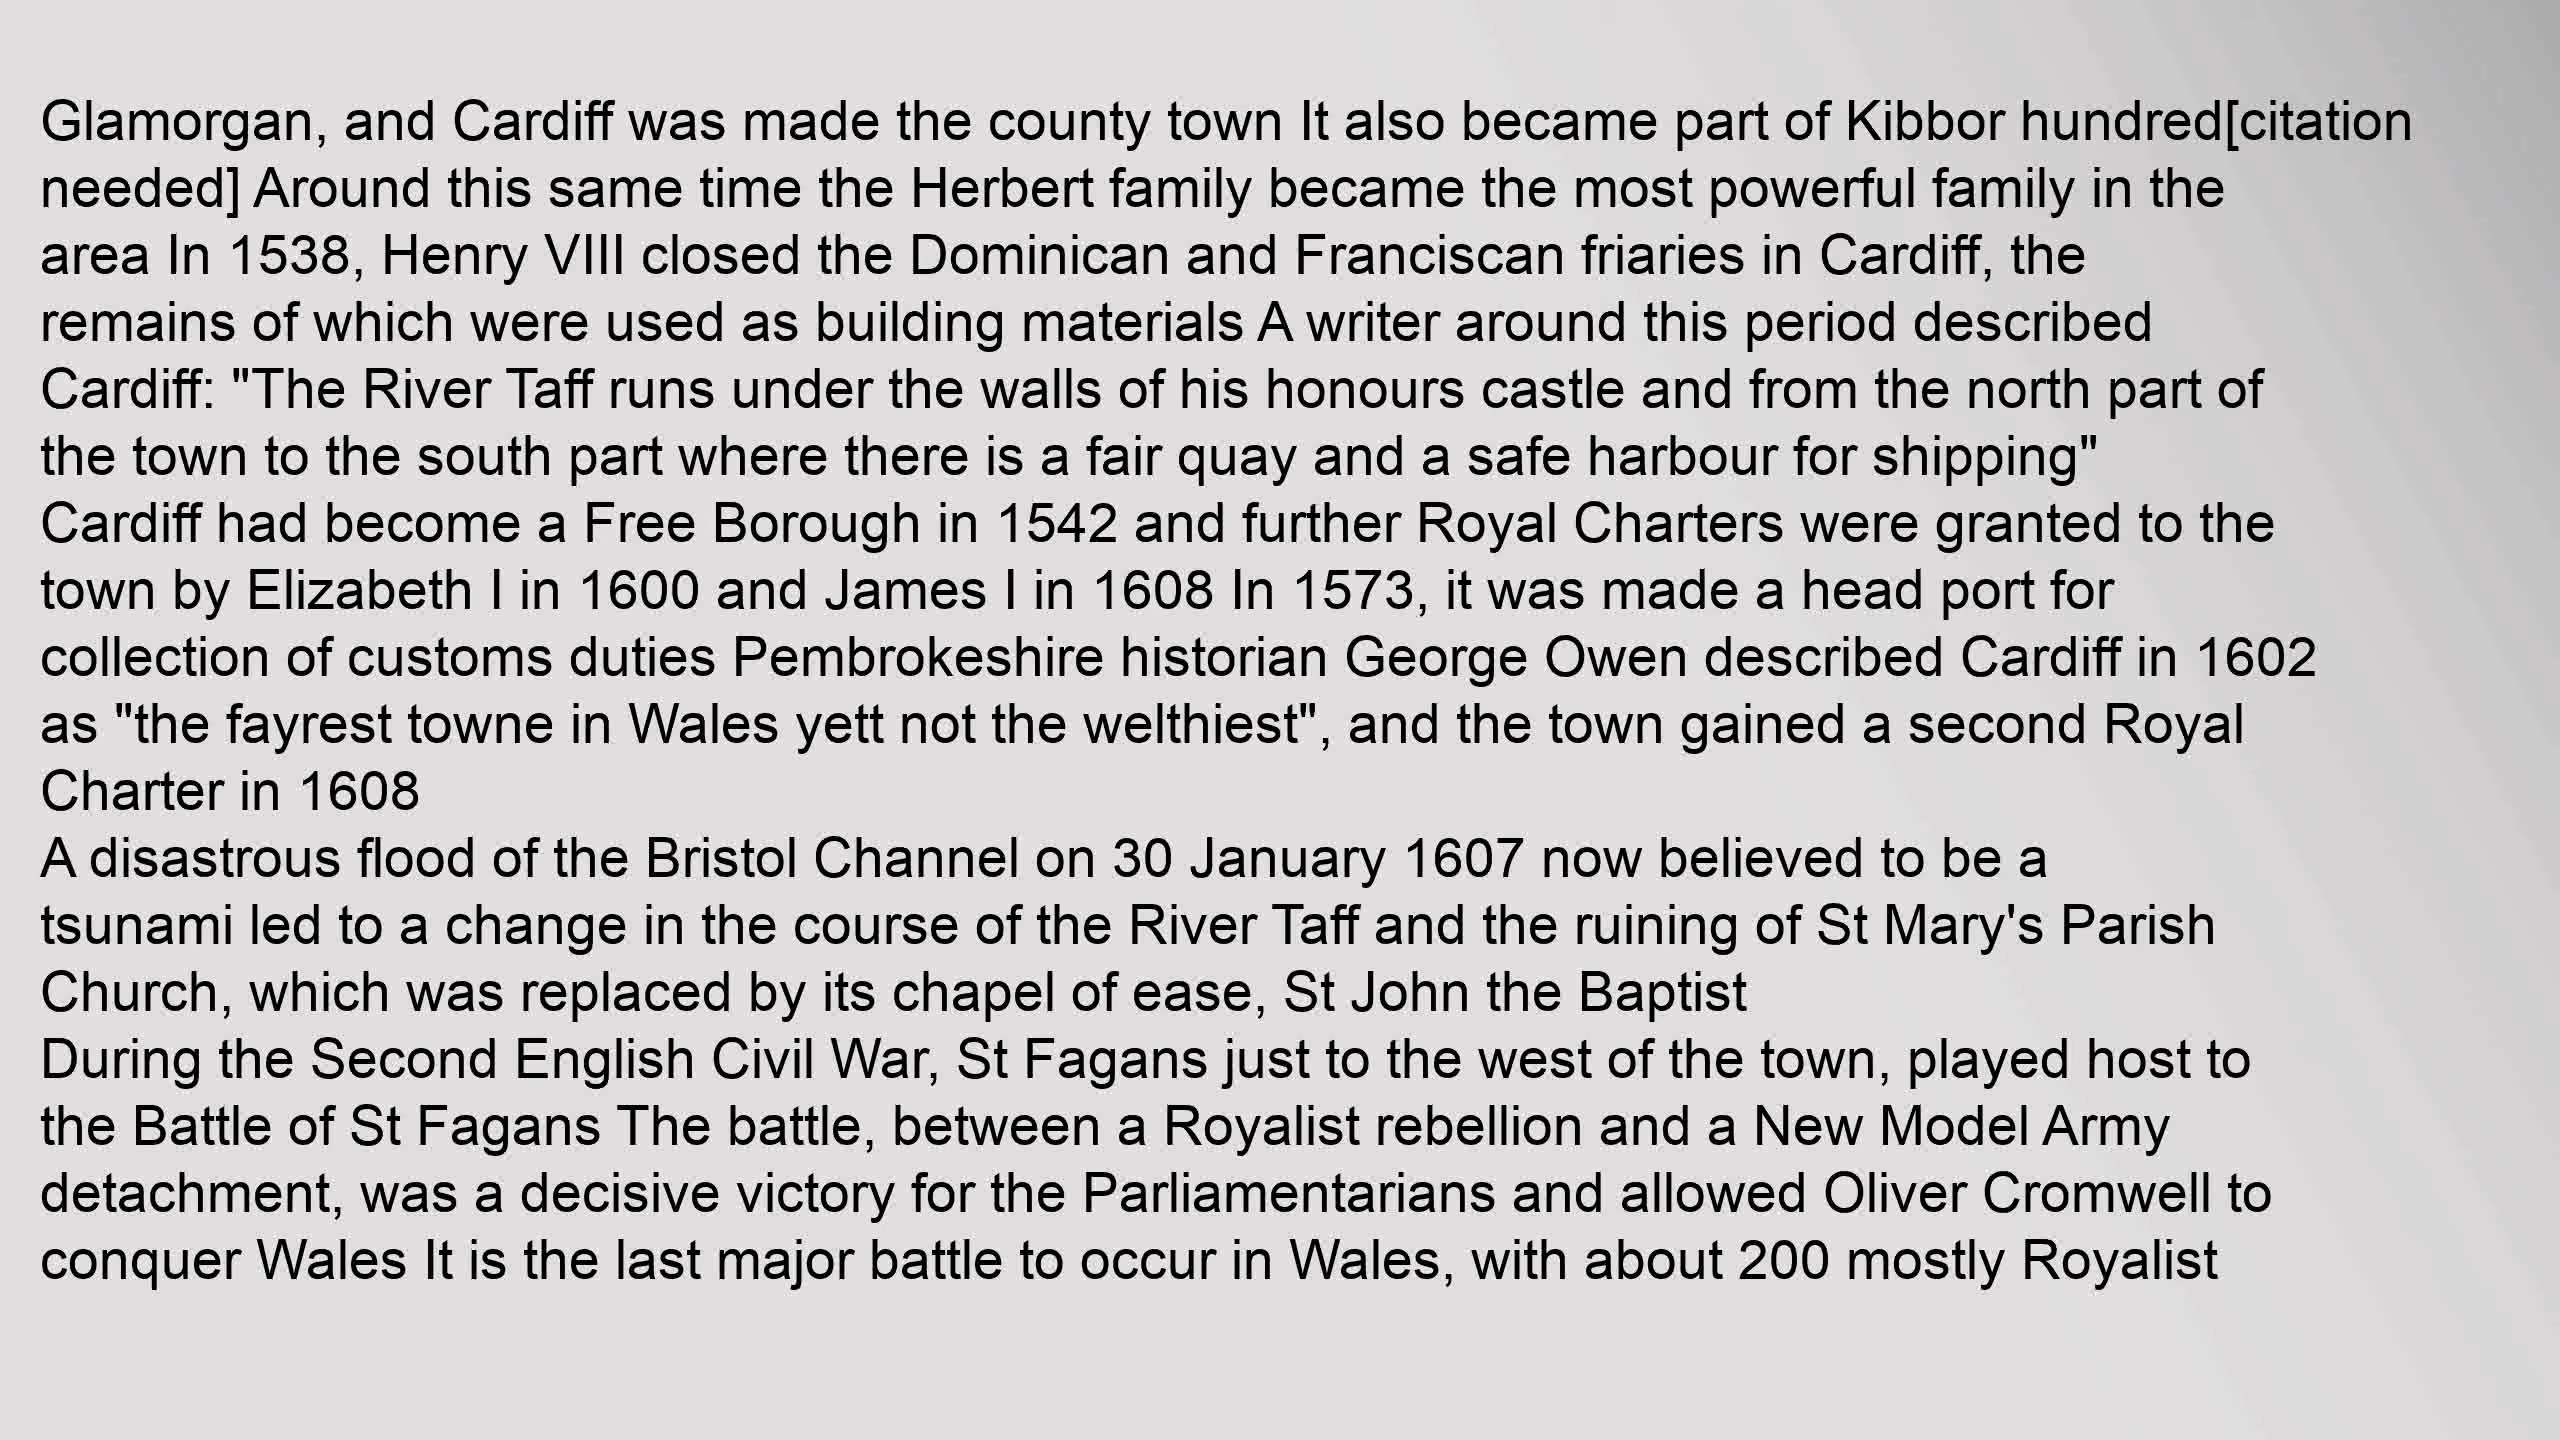 Glamorgan, and Cardiff was made the county town It also became part of Kibbor hundred[citation
needed] Around this same time the Herbert family became the most powerful family in the
area In 1538, Henry VIII closed the Dominican and Franciscan friaries in Cardiff, the
remains of which were used as building materials A writer around this period described
Cardiff: "The River Taff runs under the walls of his honours castle and from the north part of
the town to the south part where there is a fair quay and a safe harbour for shipping"
Cardiff had become a Free Borough in 1542 and further Royal Charters were granted to the
town by Elizabeth I in 1600 and James I in 1608 In 1573, it was made a head port for
collection of customs duties Pembrokeshire historian George Owen described Cardiff in 1602
as "the fayrest towne in Wales yett not the welthiest", and the town gained a second Royal
Charter in 1608
A disastrous flood of the Bristol Channel on 30 January 1607 now believed to be a
tsunami led to a change in the course of the River Taff and the ruining of St Mary's Parish
Church, which was replaced by its chapel of ease, St John the Baptist
During the Second English Civil War, St Fagans just to the west of the town, played host to
the Battle of St Fagans The battle, between a Royalist rebellion and a New Model Army
detachment, was a decisive victory for the Parliamentarians and allowed Oliver Cromwell to
conquer Wales It is the last major battle to occur in Wales, with about 200 mostly Royalist